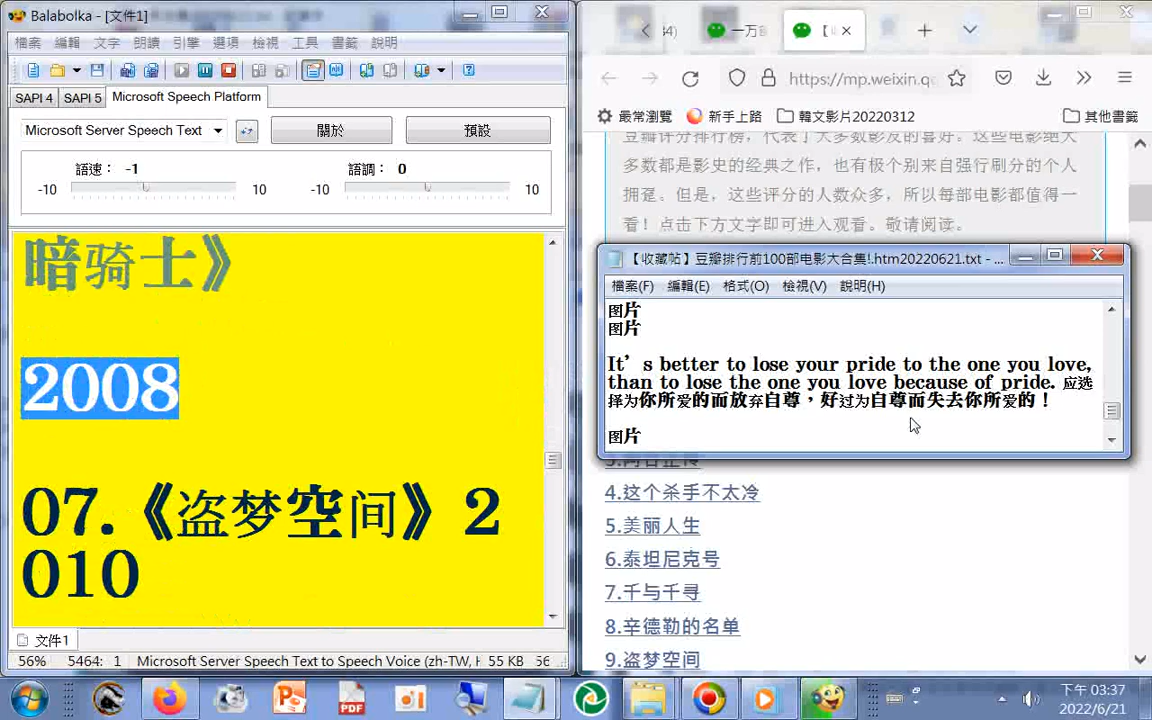 Balabolka - [文件1]
檔案 編輯 文字 朗讀 引擎 選項 檢視 工具 書籤 說明
SAPI 4 SAPI 5 Microsoft Speech Platform
Microsoft Server Speech Text 關於 預設
語速： -1 語調： 0
-10 10 -10 10
暗骑士》
2008
07.《盗梦空间》2
010
文件1
56% 5464: 1 Microsoft Server Speech Text to Speech Voice (zh-TW, H 55 KB
一万
https://mp.weixin.q
最常瀏覽 新手上路 韓文影片20220312 其他書籤
豆瓣评分排行榜，代表了大多数影友的喜好。这些电影绝大
多数都是影史的经典之作，也有极个别来自强行刷分的个人
拥趸。但是，这些评分的人数众多，所以每部电影都值得一
看！点击下方文字即可进入观看。敬请阅读。
【收藏帖】豆瓣排行前100部电影大合集!.htm20220621.txt - ...
檔案(F) 編輯(E) 格式(O) 檢視(V) 說明(H)
图片
图片
It’s better to lose your pride to the one you love,
than to lose the one you love because of pride. 应选
择为你所爱的而放弃自尊，好过为自尊而失去你所爱的！
图片
4.这个杀手不太冷
5.美丽人生
6.泰坦尼克号
7.千与千寻
8.辛德勒的名单
9.盗梦空间
PDF
下午 03:37
2022/6/21